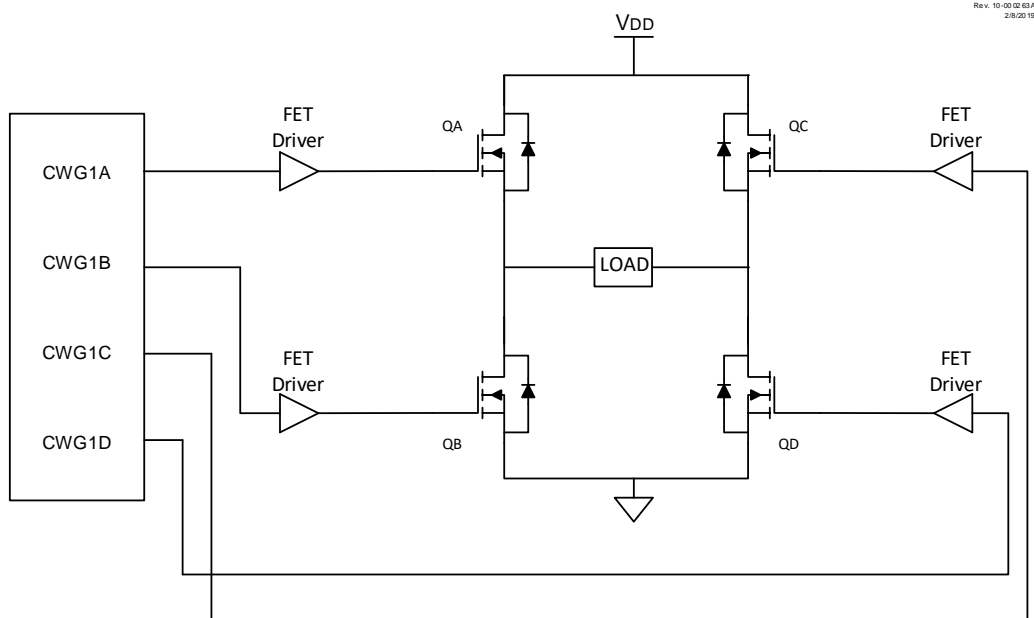 Rev. 10-000263A
2/8/2019
VDD
FET
Driver
QA
QC
FET
Driver
CWG1A
CWG1B
LOAD
CWG1C
FET
Driver
FET
Driver
CWG1D
QB
QD